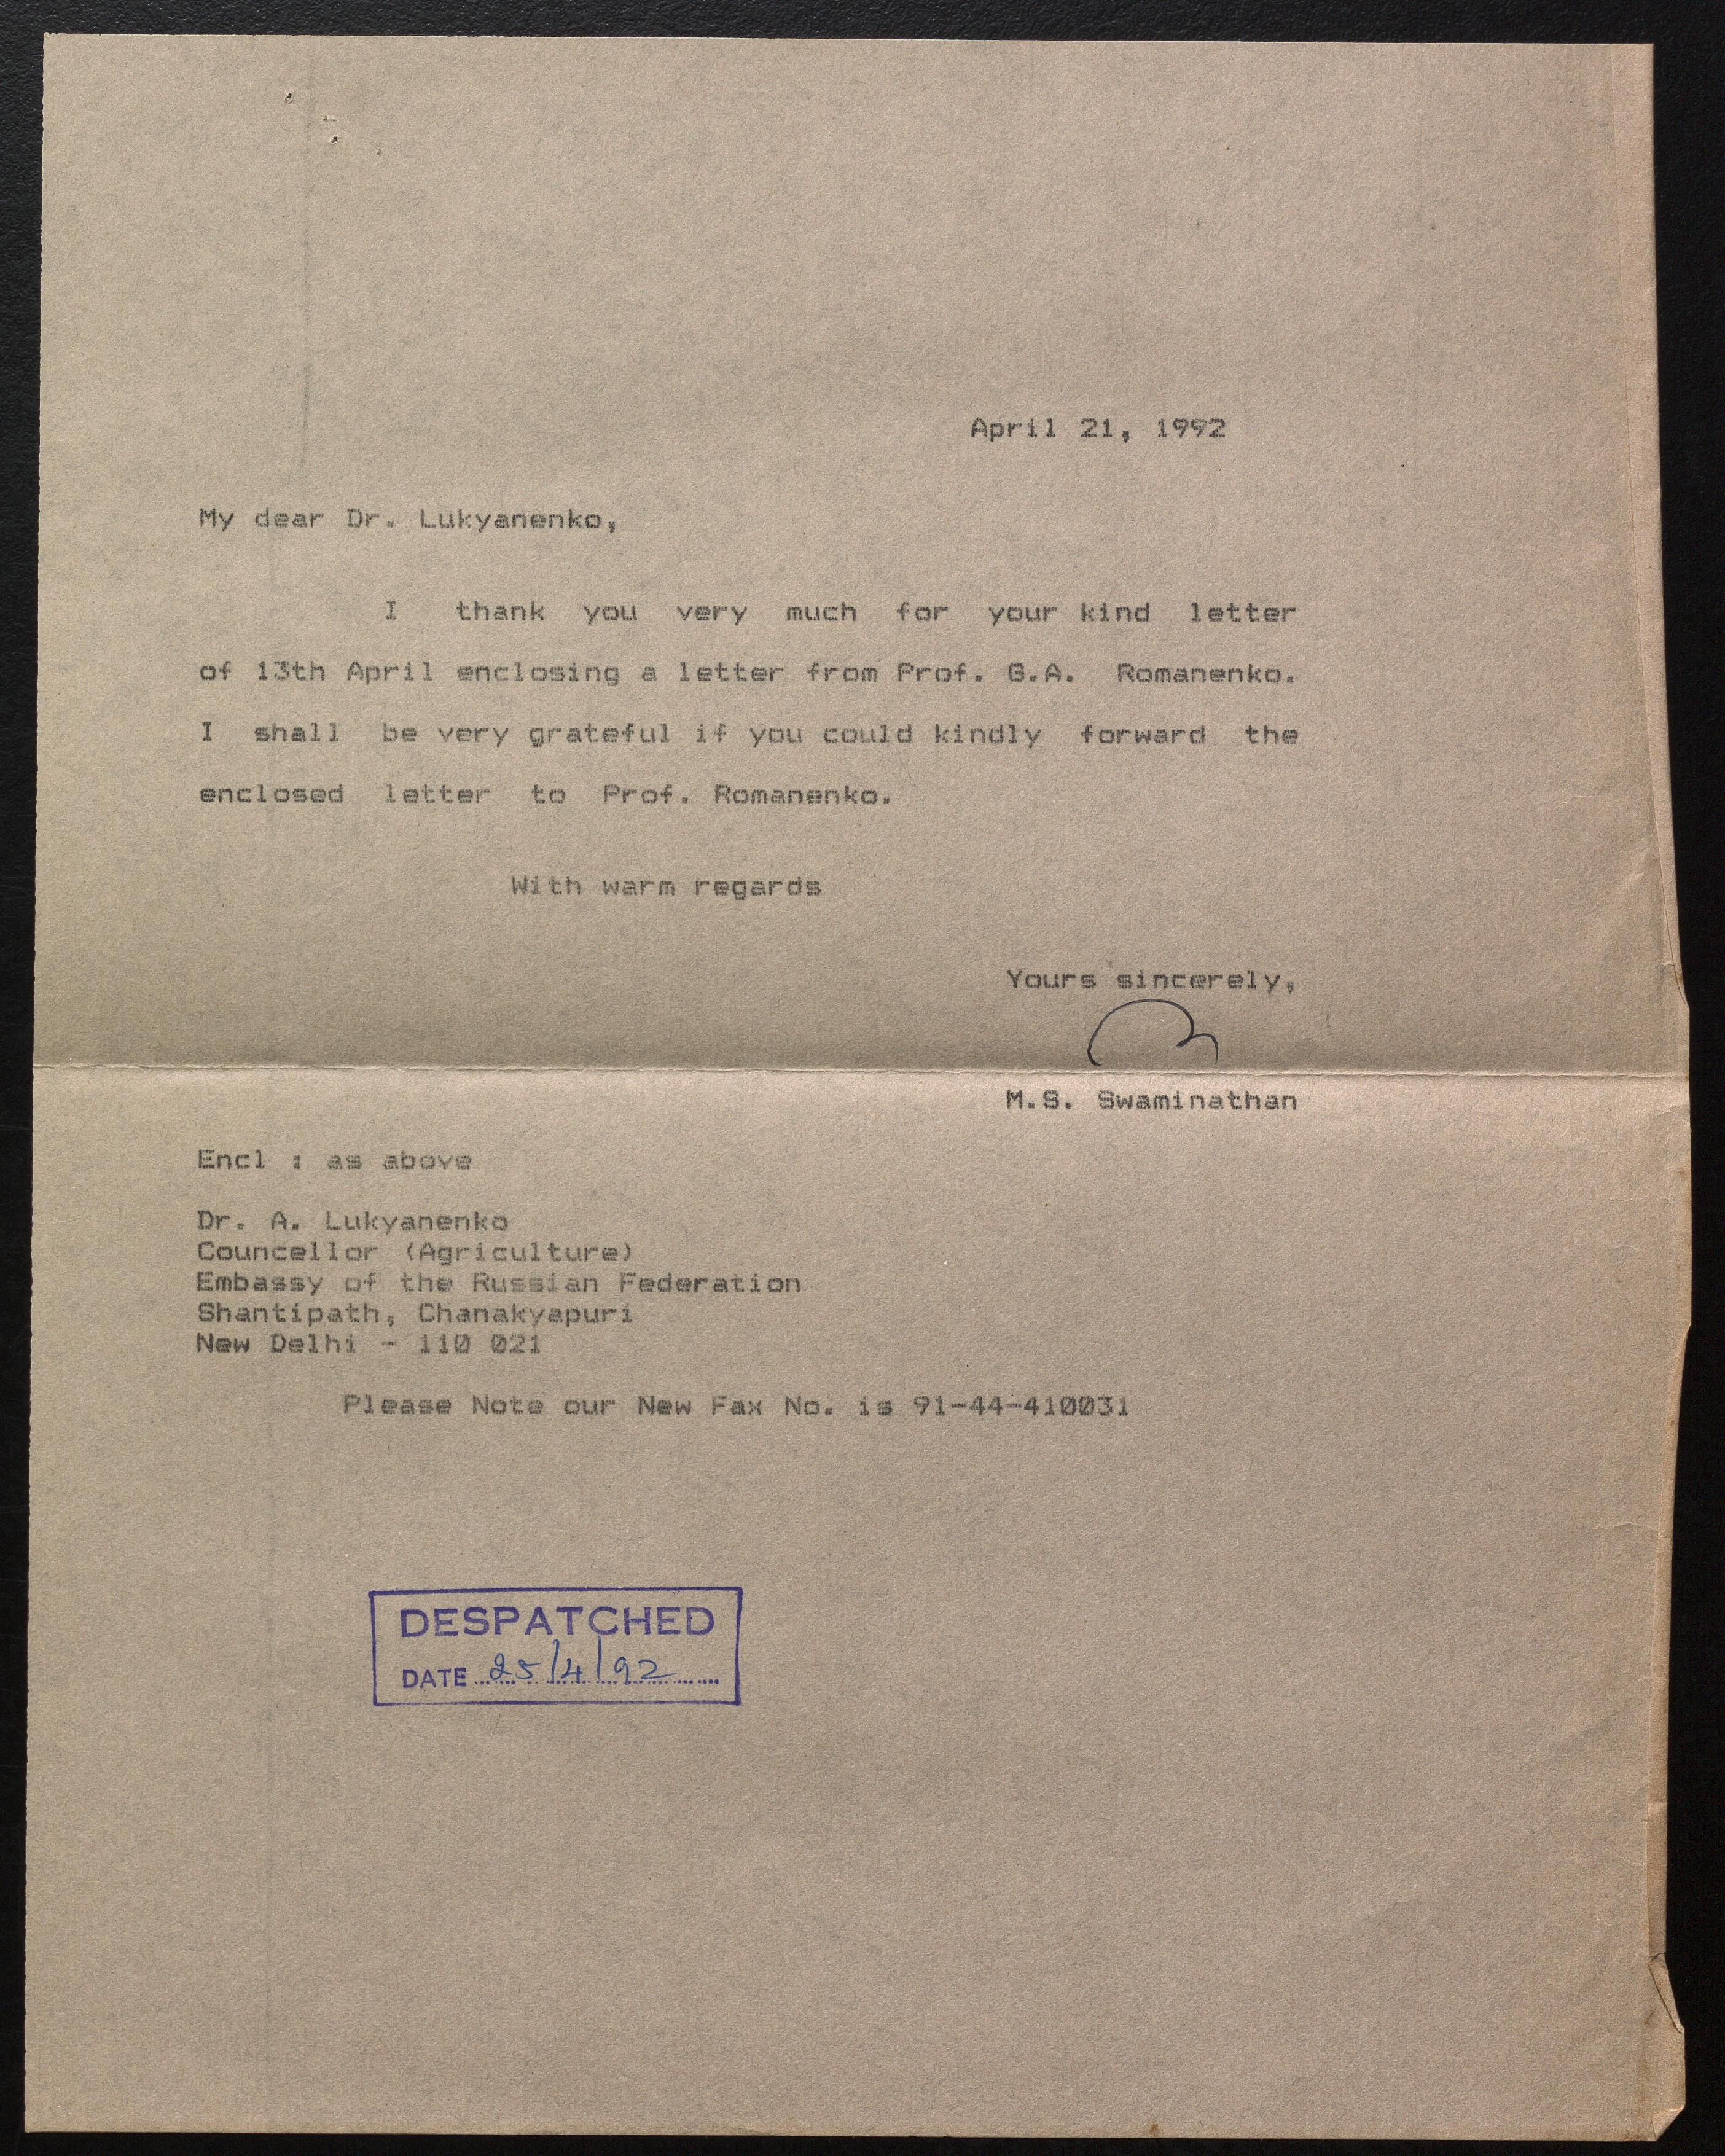 April 21, 1992
My dear Dr. Lukyanenko,
I thank you very much for your kind letter
of 13th April enclosing a letter from Prof. G.A. Romanenko.
I shall be very grateful if you could kindly forward the
enclosed letter to Prof. Romanenko.
With warm regards
Yours sincerely,
M.S. Swaminathan
Encl : as above
Dr. A. Lukyanenko
Councellor (Agriculture)
Embassy of the Russian Federation
Shantipath, Chanakyapuri
New Delhi - 110 021
Please Note our New Fax No. is 91-44-410031
DESPATCHED
DATE 25/4/92